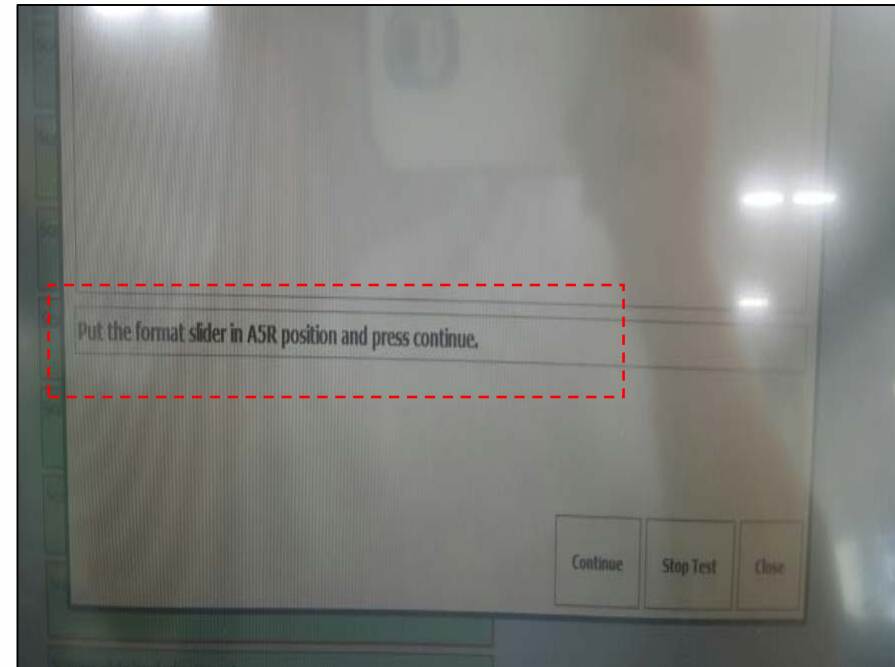 Put the format slider in A5R position and press continue.
Continue
Stop Test
Close